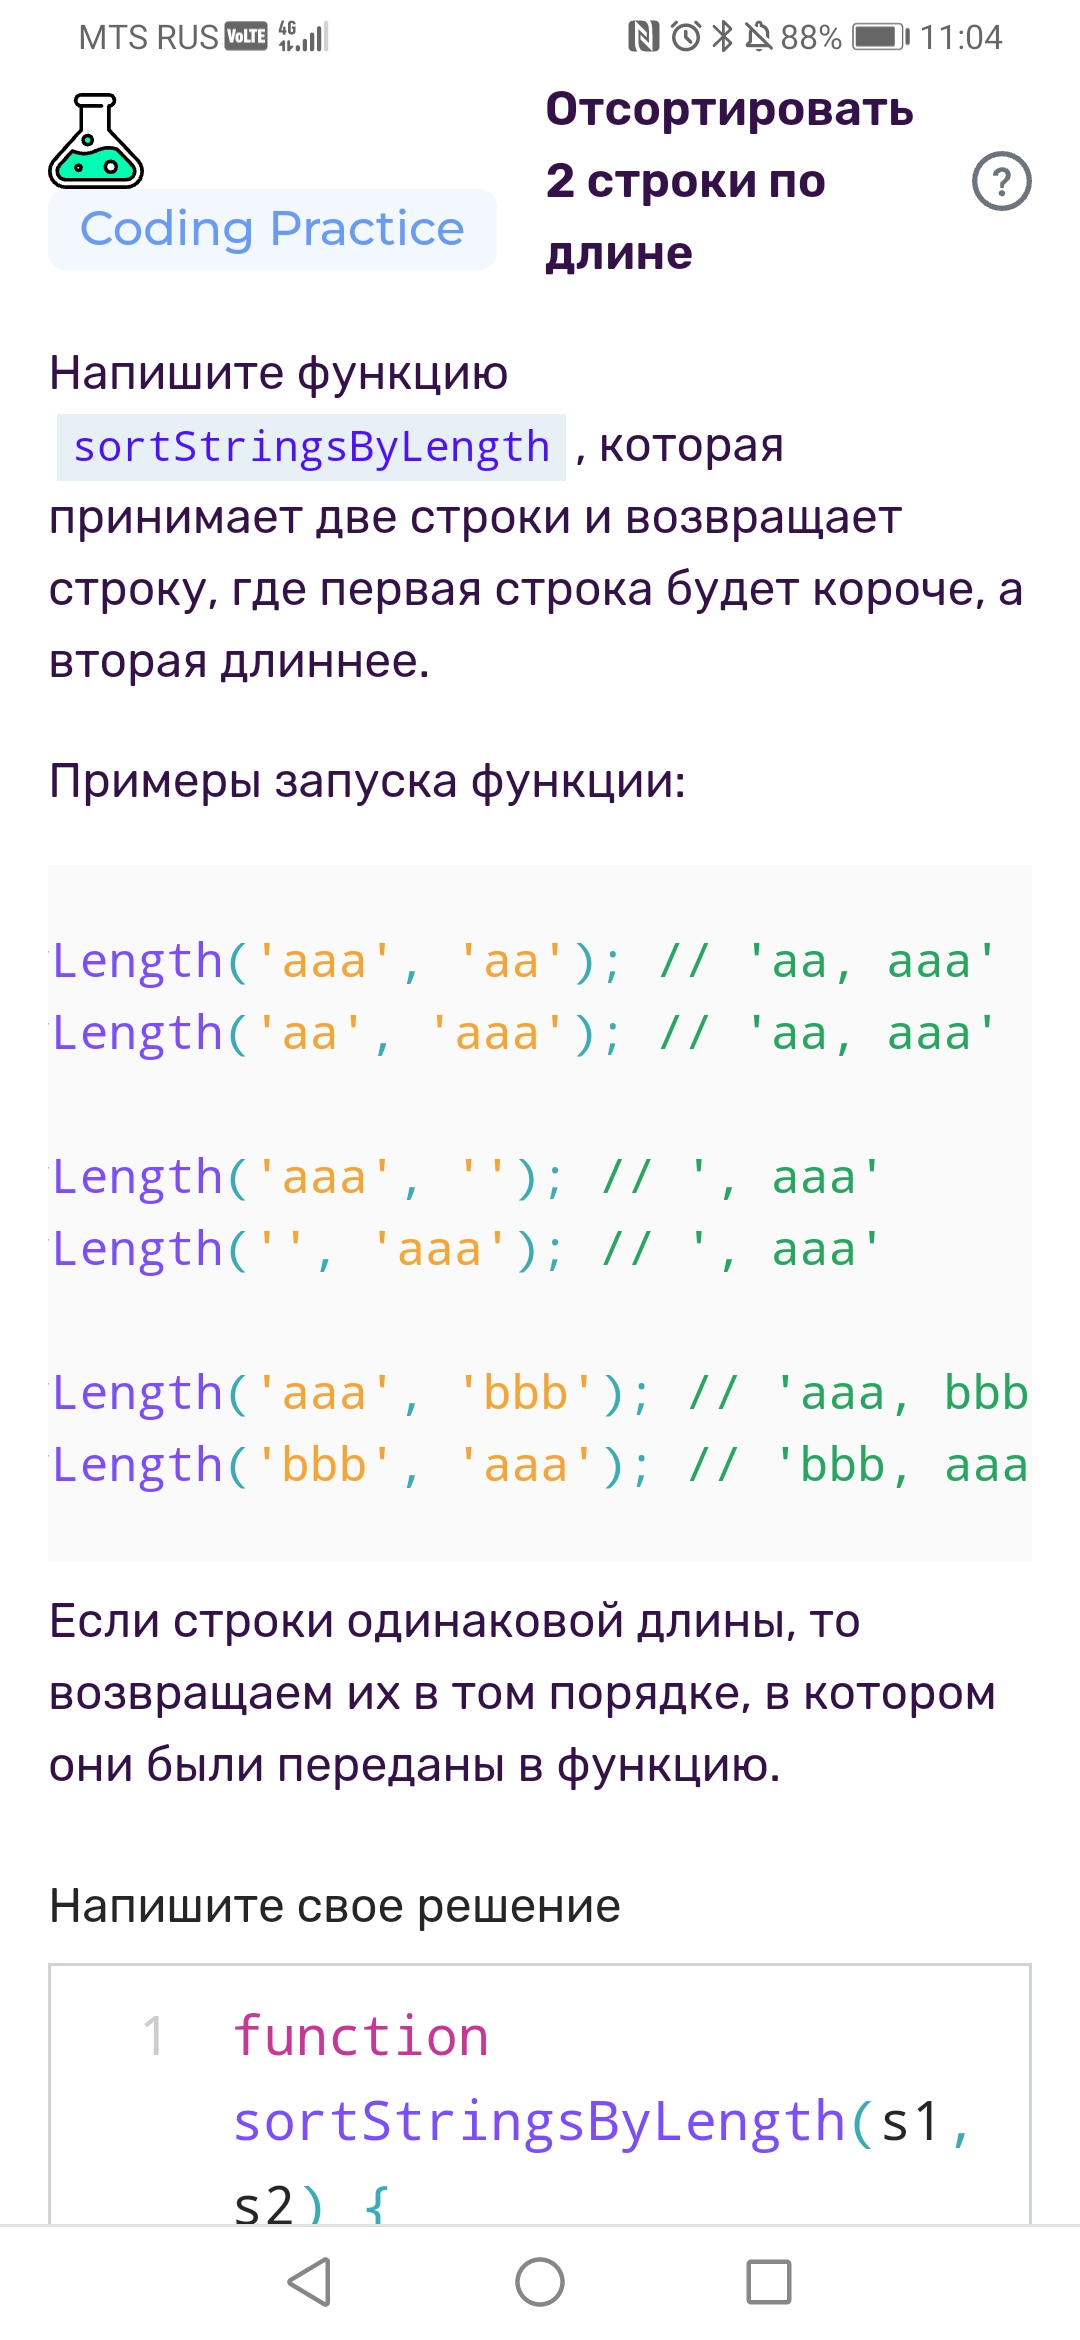 MTS RUS VoLTE 4G 88% 11:04
Отсортировать
2 строки по
длине
?
Coding Practice
Напишите функцию
sortStringsByLength , которая
принимает две строки и возвращает
строку, где первая строка будет короче, а
вторая длиннее.
Примеры запуска функции:
Length('aaa', 'aa'); // 'aa, aaa'
Length('aa', 'aaa'); // 'aa, aaa'
Length('aaa', ''); // ', aaa'
Length('', 'aaa'); // ', aaa'
Length('aaa', 'bbb'); // 'aaa, bbb
Length('bbb', 'aaa'); // 'bbb, aaa
Если строки одинаковой длины, то
возвращаем их в том порядке, в котором
они были переданы в функцию.
Напишите свое решение
1 function
sortStringsByLength(s1,
s2) {